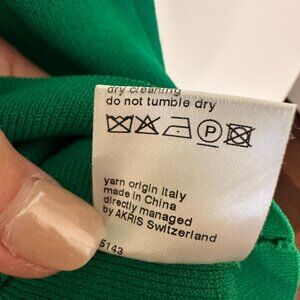 dry cleaning
do not tumble dry
P
yarn origin Italy
made in China
directly managed
by AKRIS Switzerland
5143